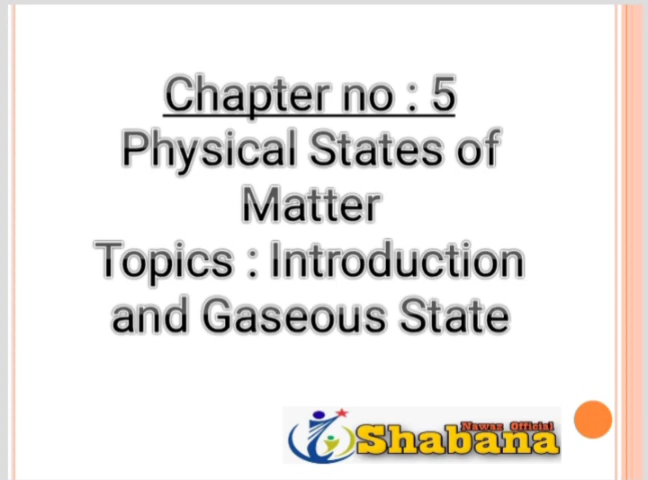 Chapter no : 5
Physical States of
Matter
Topics : Introduction
and Gaseous State
Nawaz Official
Shabana